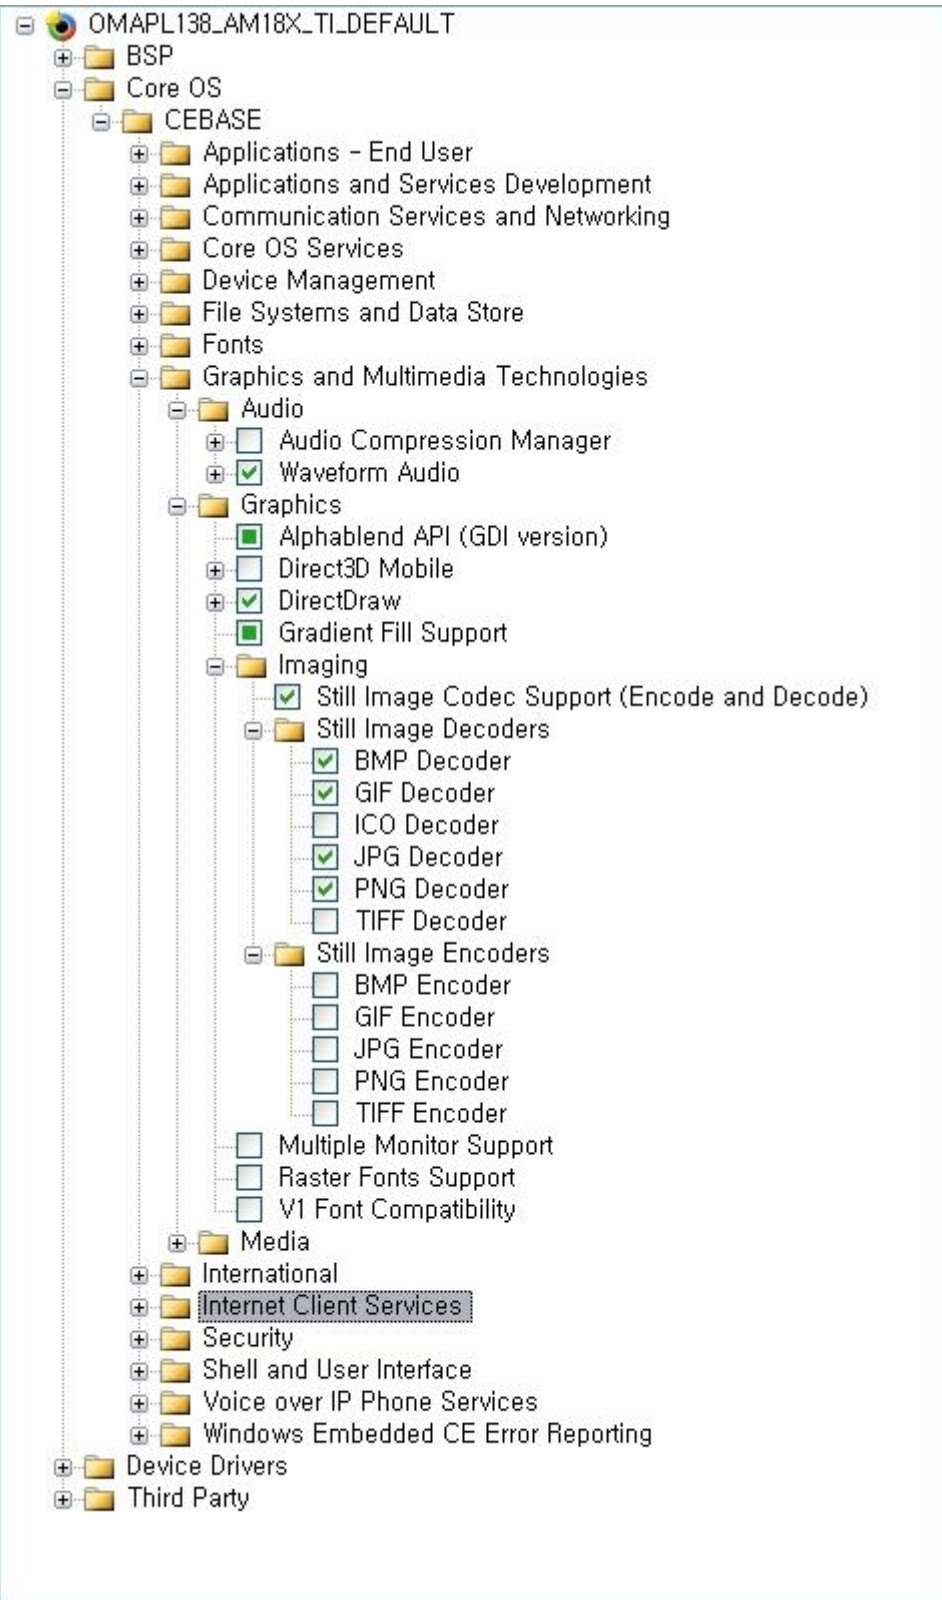 OMAPL138_AM18X_TI_DEFAULT
BSP
Core OS
CEBASE
Applications - End User
Applications and Services Development
Communication Services and Networking
Core OS Services
Device Management
File Systems and Data Store
Fonts
Graphics and Multimedia Technologies
Audio
Audio Compression Manager
Waveform Audio
Graphics
Alphablend API (GDI version)
Direct3D Mobile
DirectDraw
Gradient Fill Support
Imaging
Still Image Codec Support (Encode and Decode)
Still Image Decoders
BMP Decoder
GIF Decoder
ICO Decoder
JPG Decoder
PNG Decoder
TIFF Decoder
Still Image Encoders
BMP Encoder
GIF Encoder
JPG Encoder
PNG Encoder
TIFF Encoder
Multiple Monitor Support
Raster Fonts Support
V1 Font Compatibility
Media
International
Internet Client Services
Security
Shell and User Interface
Voice over IP Phone Services
Windows Embedded CE Error Reporting
Device Drivers
Third Party